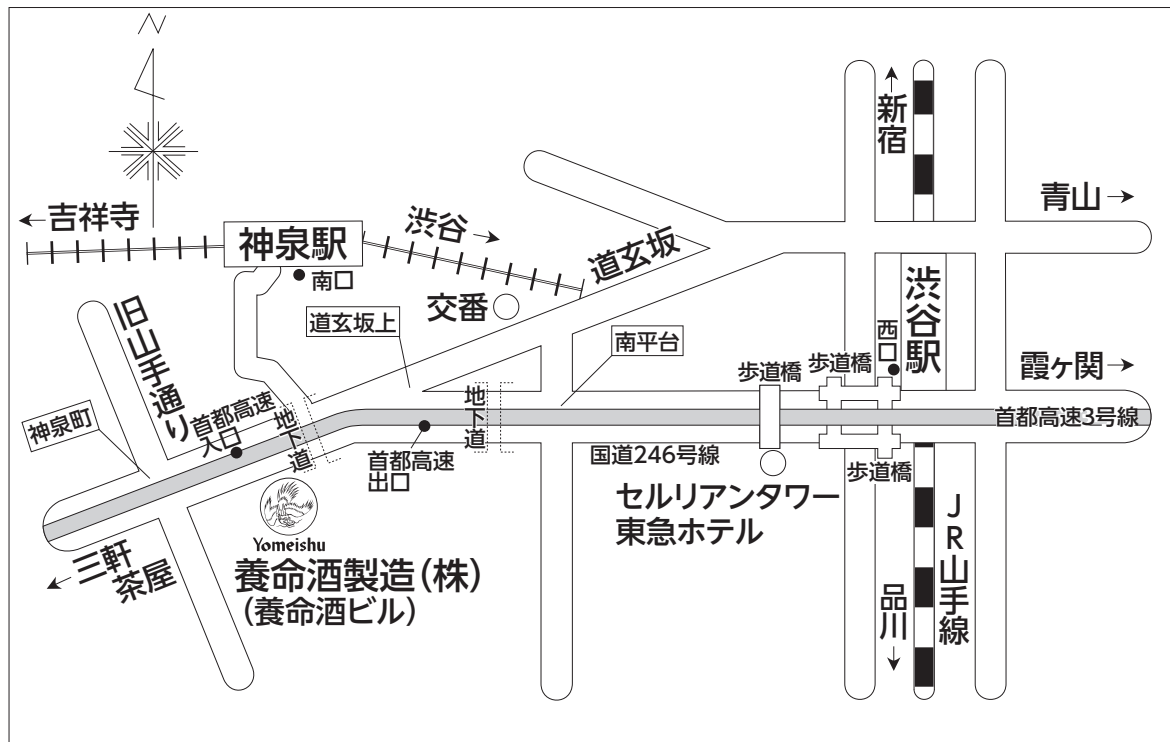 N
新宿
青山
吉祥寺
渋谷
神泉駅
道玄坂
南口
交番
旧山手通り
道玄坂上
南平台
渋谷駅
西口
歩道橋
歩道橋
霞ヶ関
神泉町
首都高速
入口
地下道
地下道
首都高速3号線
首都高速
出口
国道246号線
歩道橋
セルリアンタワー
東急ホテル
JR山手線
Yomeishu
三軒
茶屋
養命酒製造(株)
(養命酒ビル)
品川